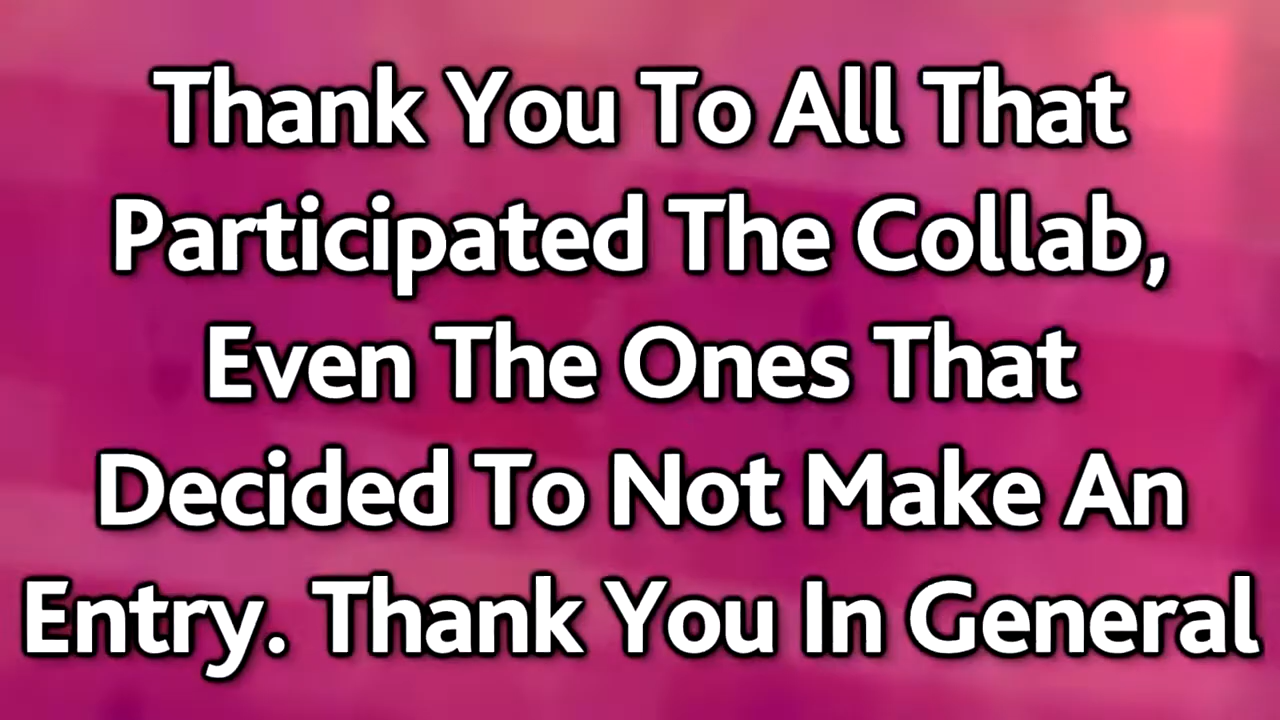 Thank You To All That
Participated The Collab,
Even The Ones That
Decided To Not Make An
Entry. Thank You In General